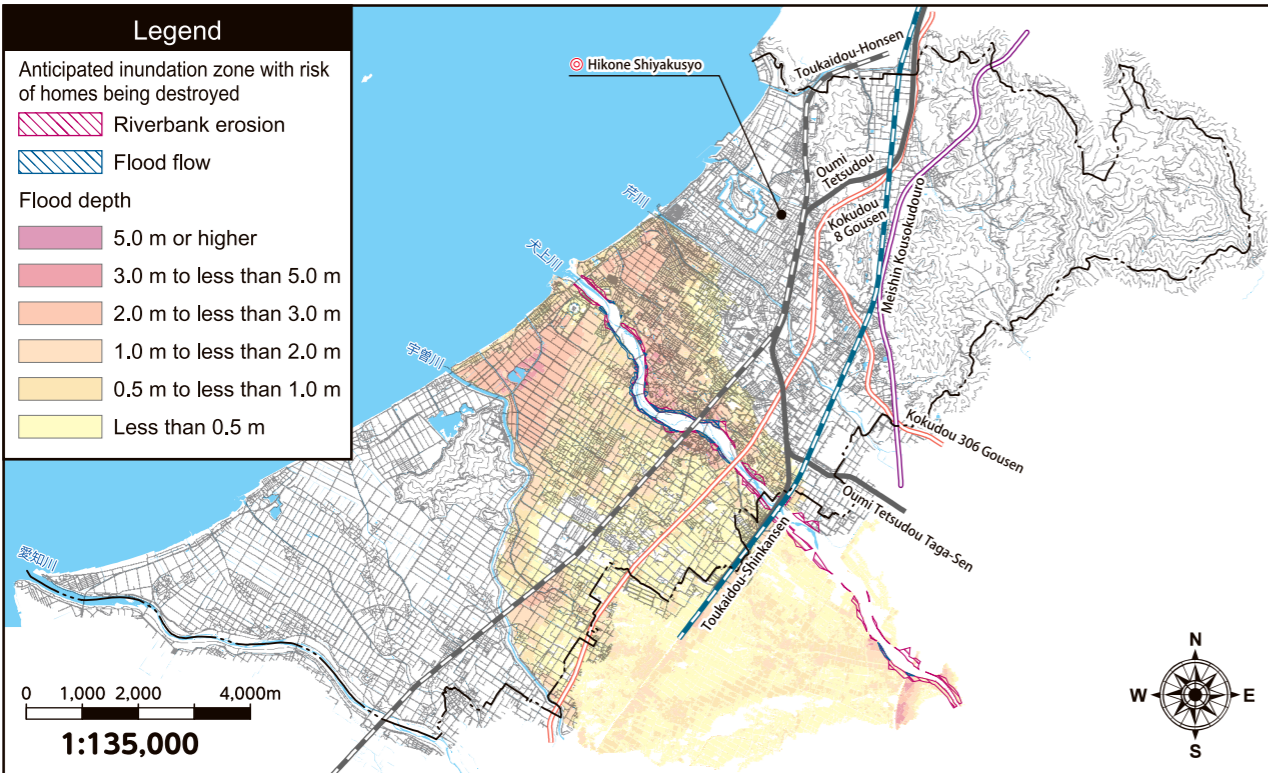 Legend
Anticipated inundation zone with risk
of homes being destroyed
Riverbank erosion
Flood flow
Flood depth
5.0 m or higher
3.0 m to less than 5.0 m
2.0 m to less than 3.0 m
1.0 m to less than 2.0 m
0.5 m to less than 1.0 m
Less than 0.5 m
Hikone Shiyakusyo
Toukaidou-Honsen
Oumi
Tetsudou
Kokudou
8 Gousen
Meishin Kousokudouro
芹川
犬上川
宇曽川
愛知川
Kokudou 306 Gousen
Oumi Tetsudou Taga-Sen
Toukaidou-Shinkansen
0 1,000 2,000 4,000m
1:135,000
N
W E
S